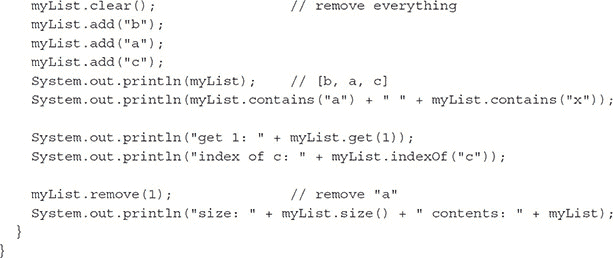 myList.clear();                  // remove everything
myList.add("b");
myList.add("a");
myList.add("c");
System.out.println(myList);    // [b, a, c]
System.out.println(myList.contains("a") + " " + myList.contains("x"));
System.out.println("get 1: " + myList.get(1));
System.out.println("index of c: " + myList.indexOf("c"));
myList.remove(1);                // remove "a"
System.out.println("size: " + myList.size() + " contents: " + myList);
}
}